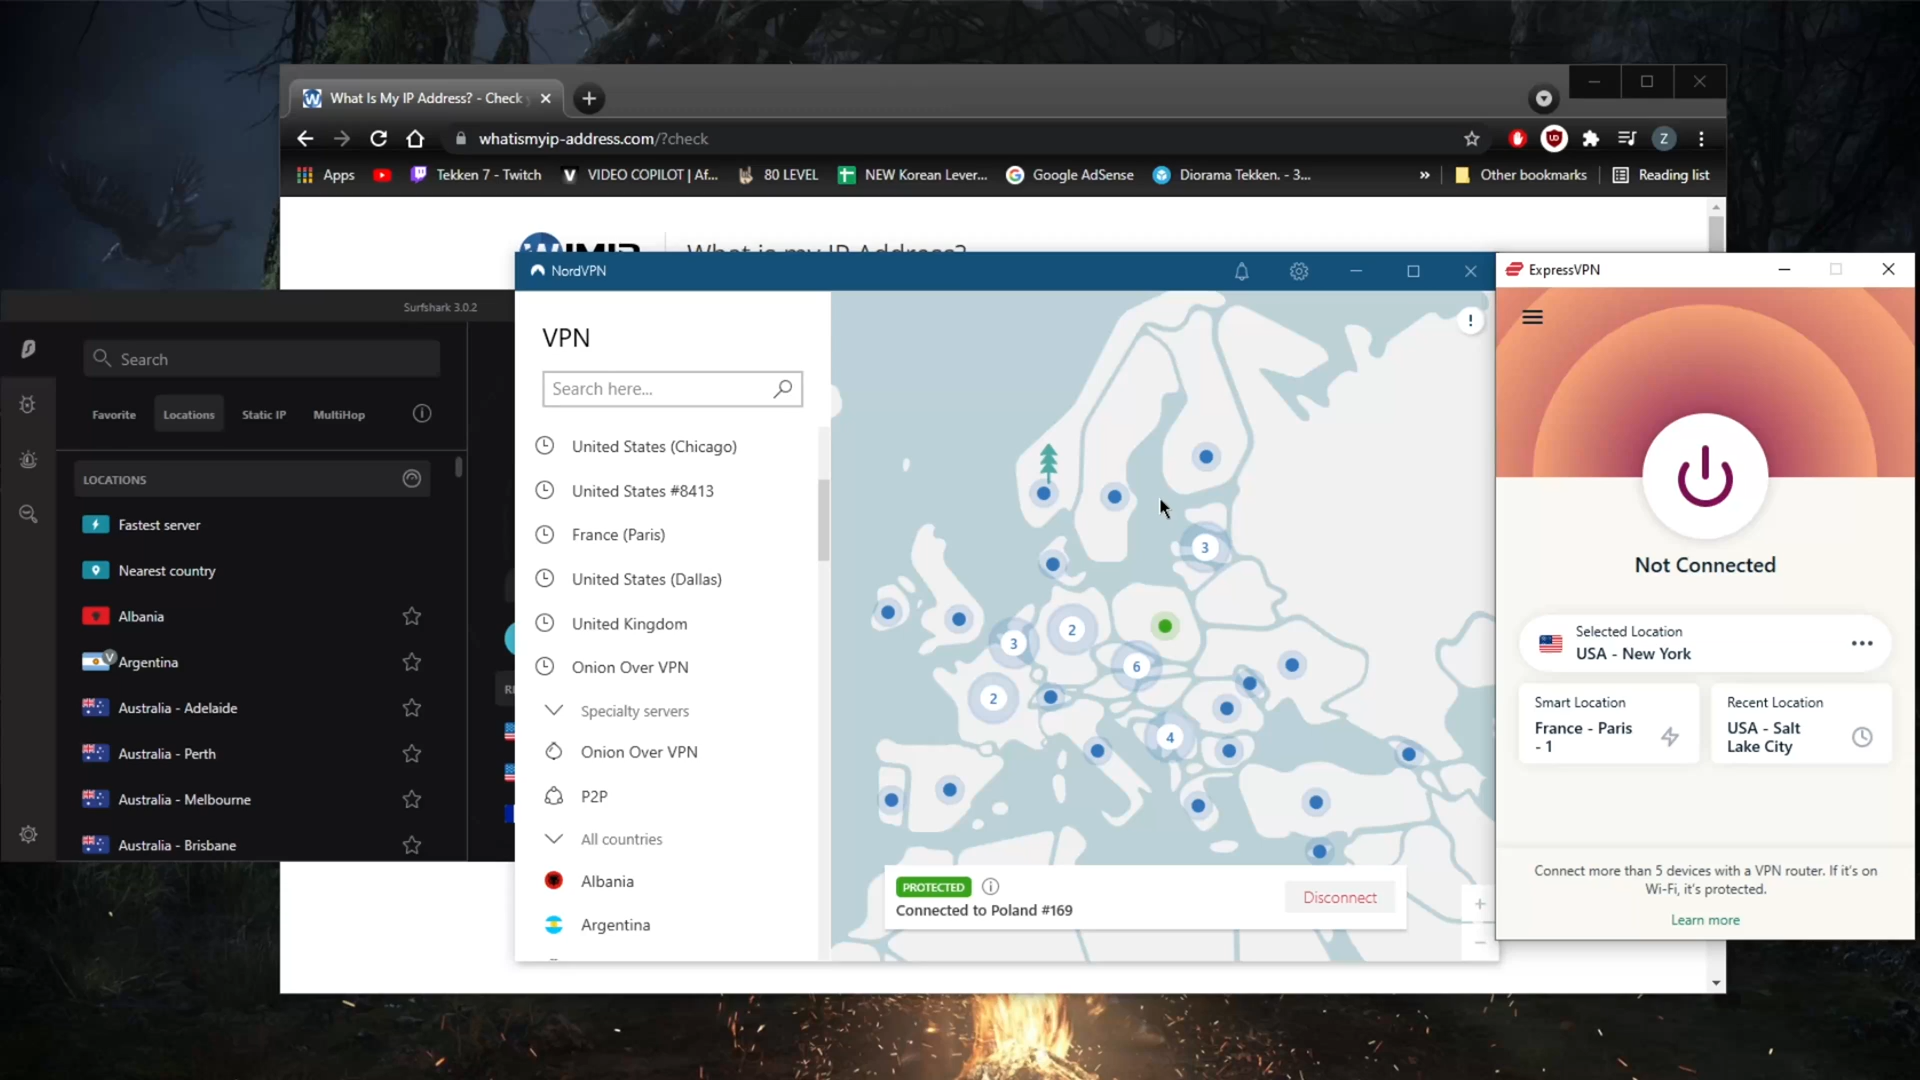 What Is My IP Address? - Check
whatismyip-address.com/?check
Z
Apps
Tekken 7 - Twitch
VIDEO COPILOT | Af...
80 LEVEL
NEW Korean Lever...
Google AdSense
Diorama Tekken. - 3...
»
Other bookmarks
Reading list
What is my IP Address?
Surfshark 3.0.2
Search
Favorite
Locations
Static IP
MultiHop
LOCATIONS
Fastest server
Nearest country
Albania
Argentina
Australia - Adelaide
Australia - Perth
Australia - Melbourne
Australia - Brisbane
NordVPN
VPN
Search here...
United States (Chicago)
United States #8413
France (Paris)
United States (Dallas)
United Kingdom
Onion Over VPN
Specialty servers
Onion Over VPN
P2P
All countries
Albania
Argentina
!
3
2
3
6
2
4
PROTECTED
Connected to Poland #169
Disconnect
+
−
ExpressVPN
Not Connected
Selected Location
USA - New York
Smart Location
France - Paris
- 1
Recent Location
USA - Salt
Lake City
Connect more than 5 devices with a VPN router. If it's on
Wi-Fi, it's protected.
Learn more